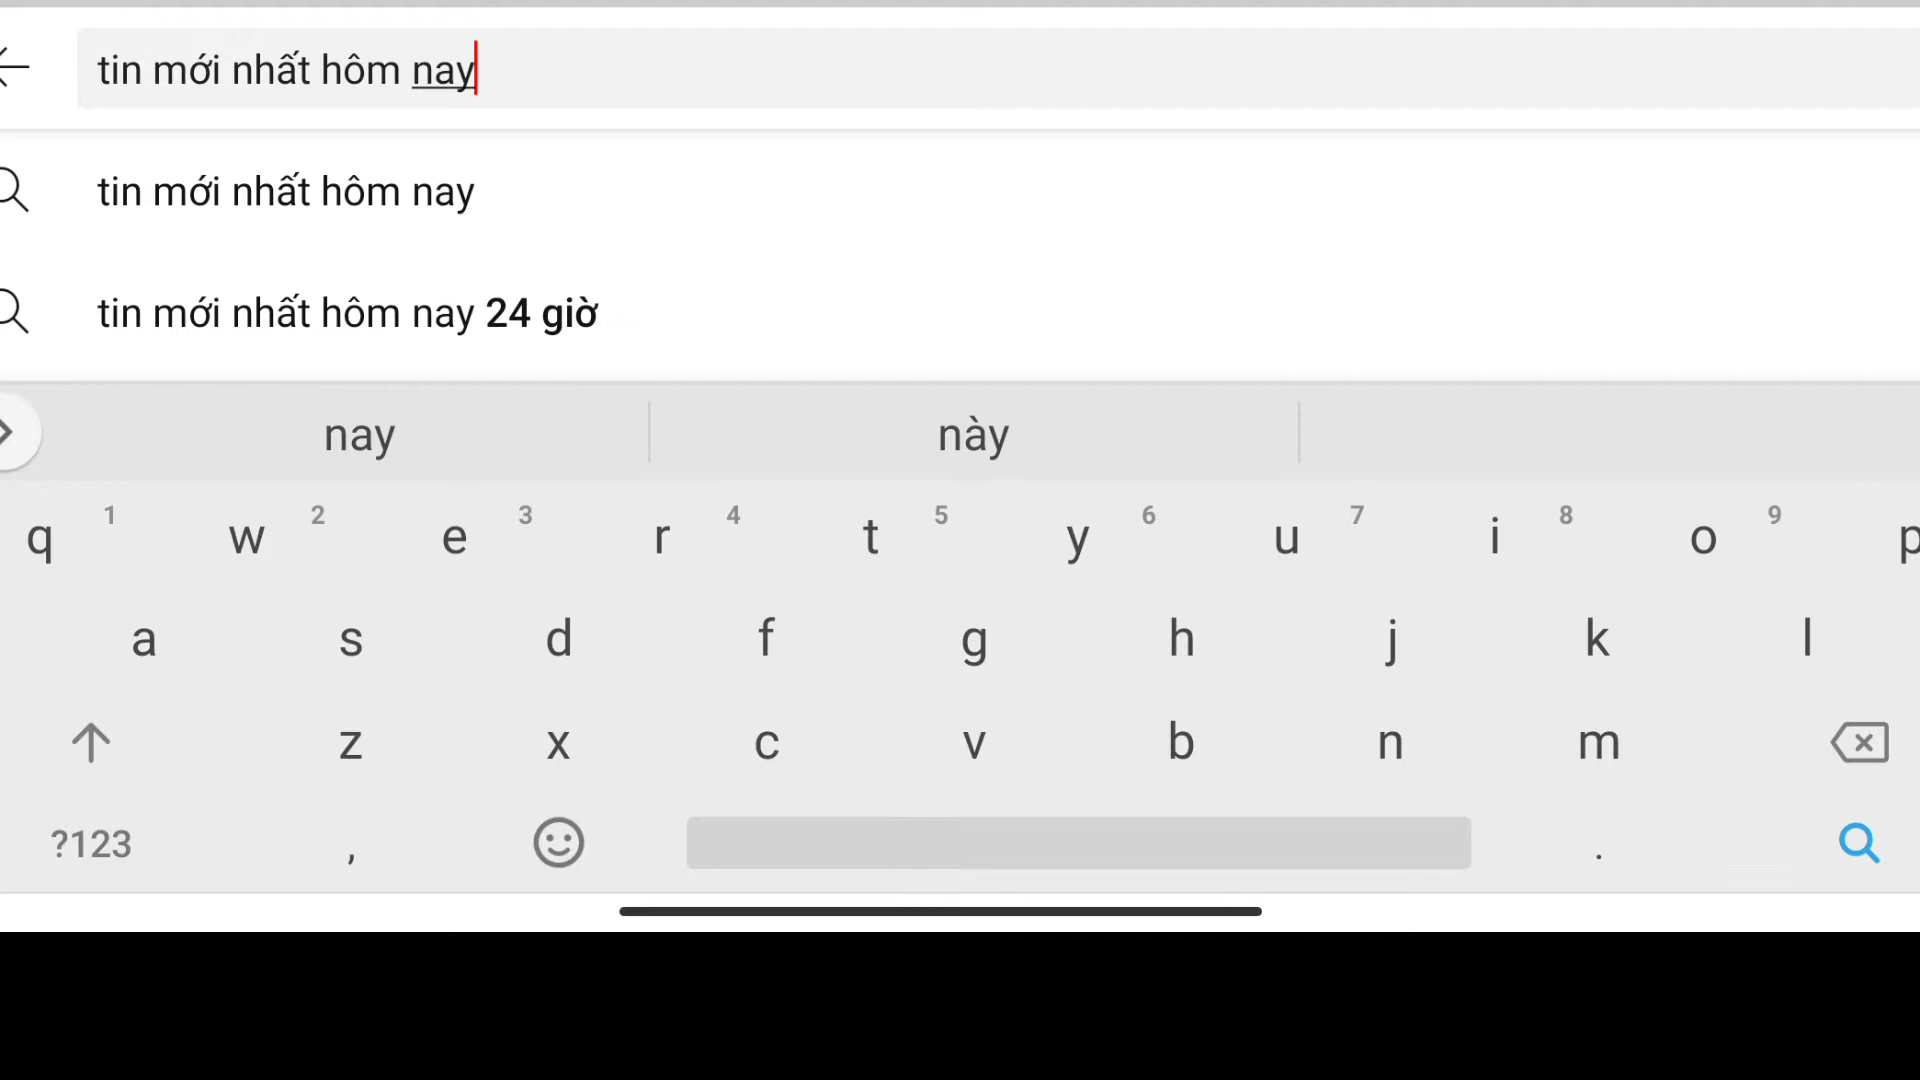 tin mới nhất hôm nay
tin mới nhất hôm nay
tin mới nhất hôm nay 24 giờ
nay này
1 2 3 4 5 6 7 8 9
q w e r t y u i o p
a s d f g h j k l
z x c v b n m
?123 , .